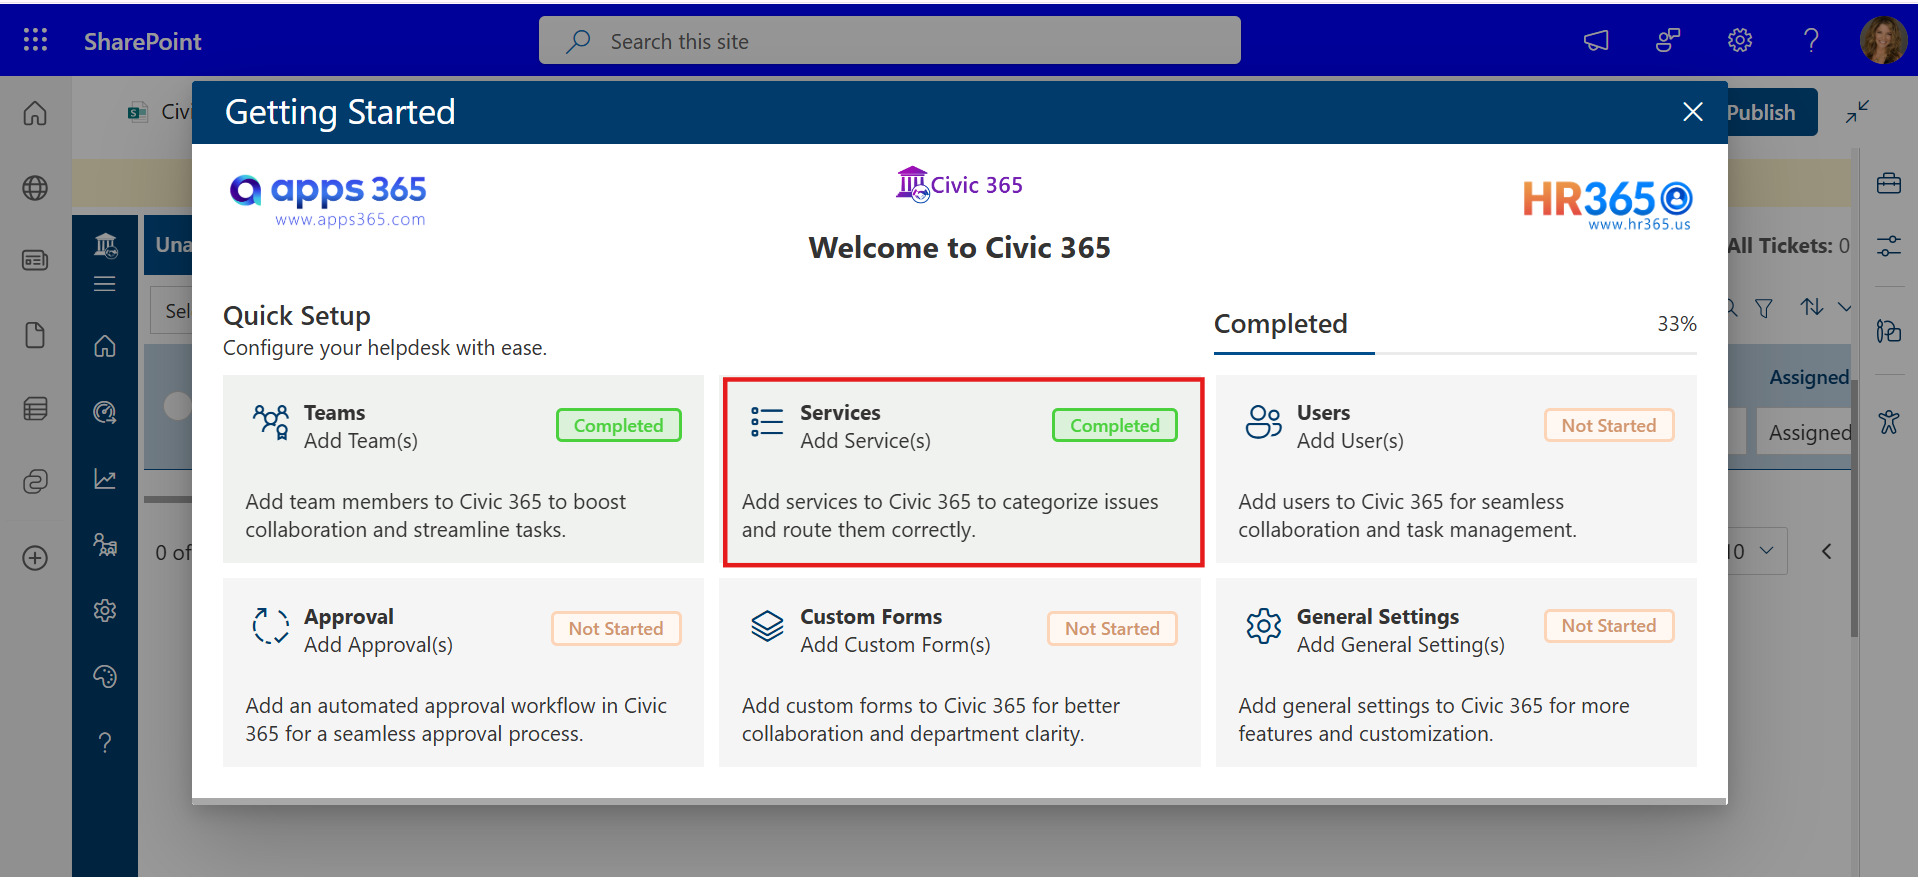 SharePoint
Search this site
Civi
Publish
Getting Started
apps 365
www.apps365.com
Civic 365
HR365
www.hr365.us
Welcome to Civic 365
Una
All Tickets: 0
Sel
Quick Setup
Configure your helpdesk with ease.
Completed
33%
Teams
Add Team(s)
Completed
Add team members to Civic 365 to boost
collaboration and streamline tasks.
Services
Add Service(s)
Completed
Add services to Civic 365 to categorize issues
and route them correctly.
Users
Add User(s)
Not Started
Add users to Civic 365 for seamless
collaboration and task management.
Assigned
Assigned
0 of
10
Approval
Add Approval(s)
Not Started
Add an automated approval workflow in Civic
365 for a seamless approval process.
Custom Forms
Add Custom Form(s)
Not Started
Add custom forms to Civic 365 for better
collaboration and department clarity.
General Settings
Add General Setting(s)
Not Started
Add general settings to Civic 365 for more
features and customization.